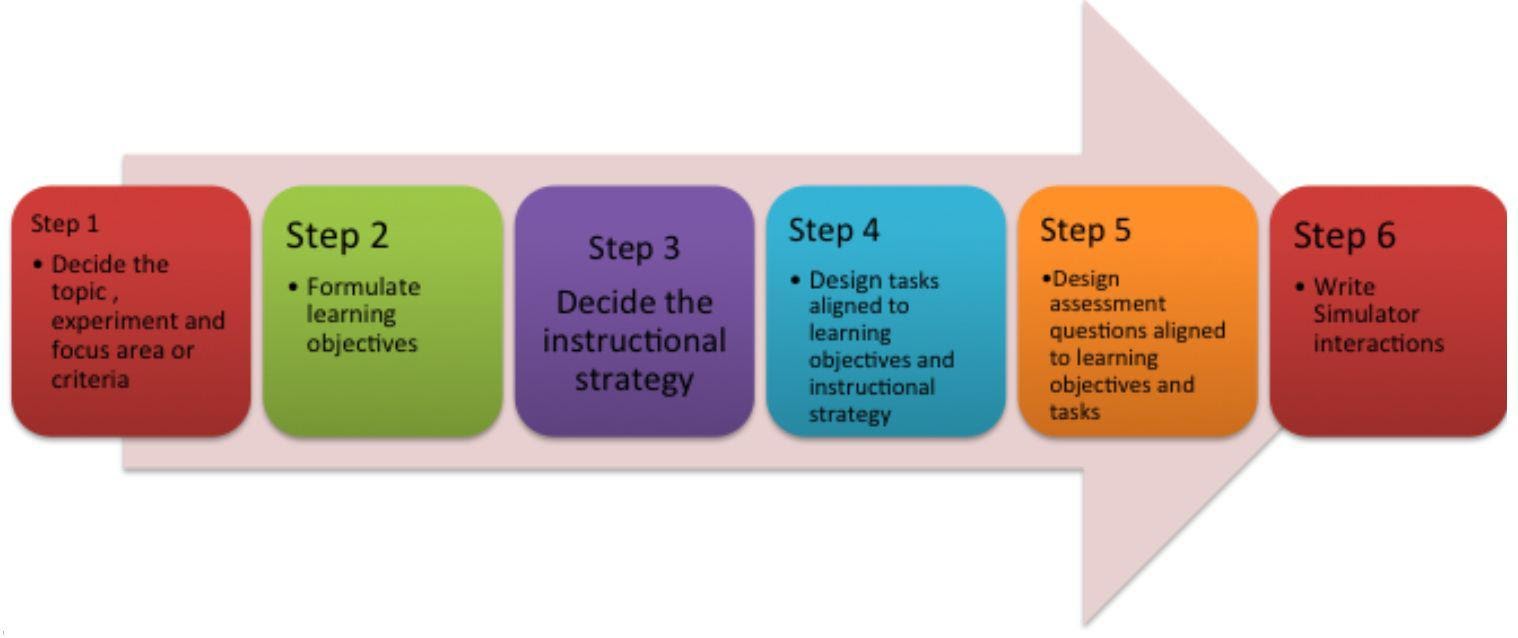 Step 1
• Decide the
topic ,
experiment and
focus area or
criteria
Step 2
• Formulate
learning
objectives
Step 3
Decide the
instructional
strategy
Step 4
• Design tasks
aligned to
learning
objectives and
instructional
strategy
Step 5
•Design
assessment
questions aligned
to learning
objectives and
tasks
Step 6
• Write
Simulator
interactions